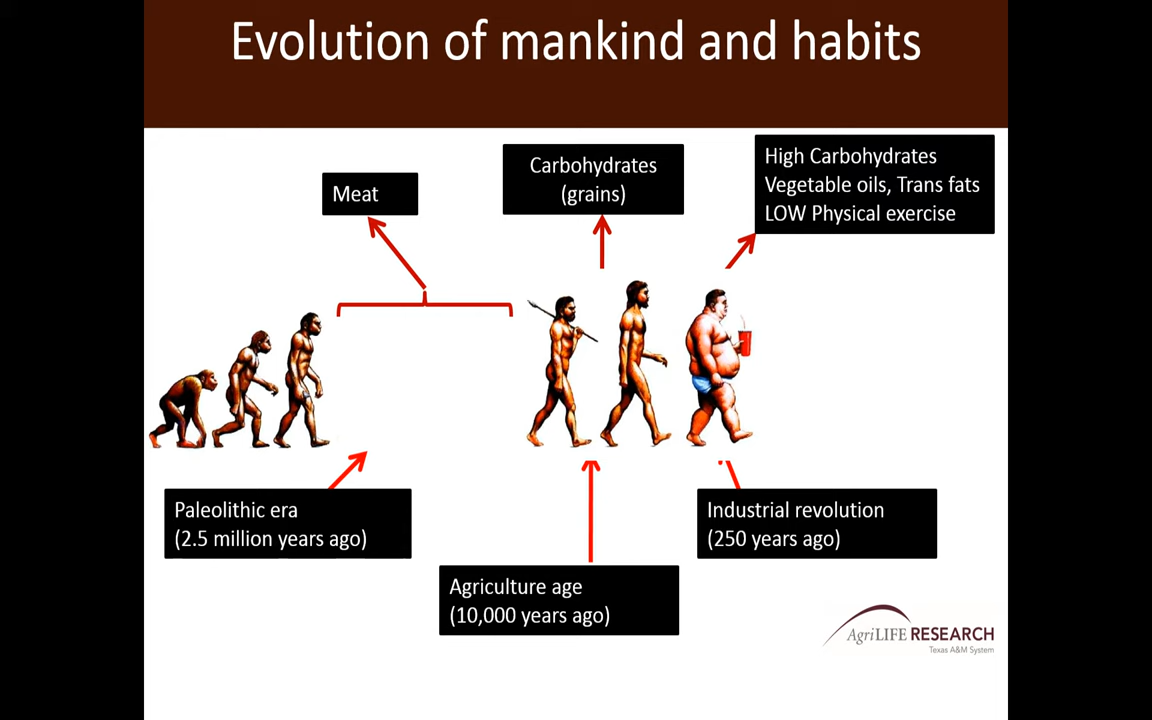 Evolution of mankind and habits
Meat
Carbohydrates
(grains)
High Carbohydrates
Vegetable oils, Trans fats
LOW Physical exercise
Paleolithic era
(2.5 million years ago)
Agriculture age
(10,000 years ago)
Industrial revolution
(250 years ago)
AgriLIFE RESEARCH
Texas A&M System